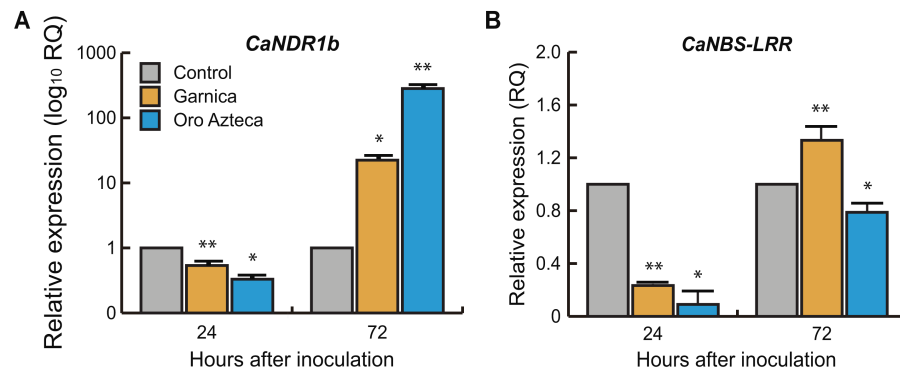 A
CaNDR1b
Relative expression (log10 RQ)
1000
100
10
1
0
Control
Garnica
Oro Azteca
** * * **
24 72
Hours after inoculation
B
CaNBS-LRR
Relative expression (RQ)
2.0
1.6
1.2
0.8
0.4
0
** * ** *
24 72
Hours after inoculation